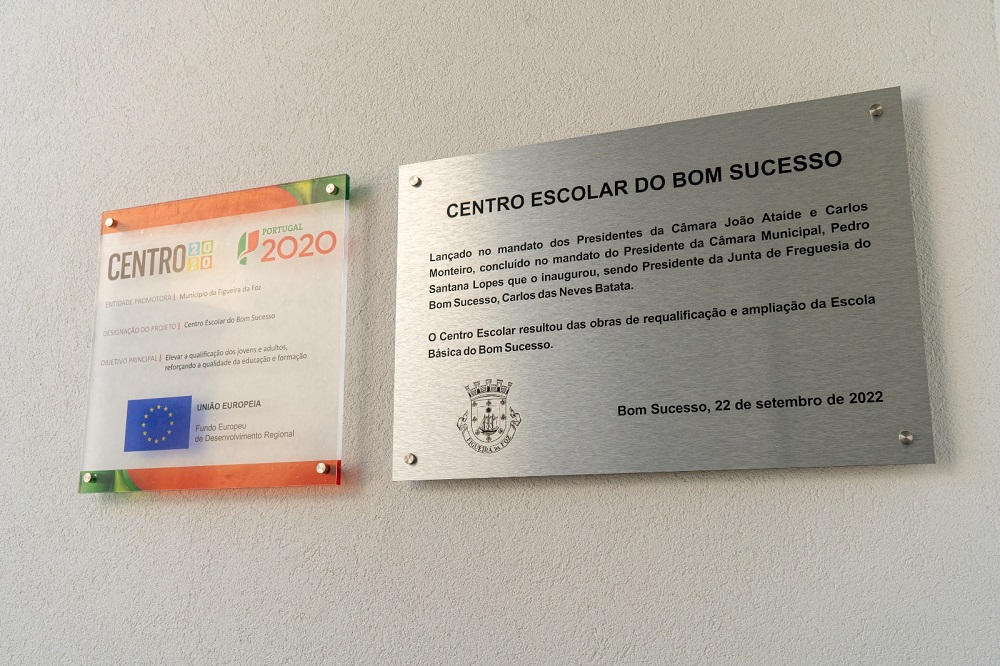 CENTRO 2020
PORTUGAL
2020
ENTIDADE PROMOTORA | Município da Figueira da Foz
DESIGNAÇÃO DO PROJETO | Centro Escolar do Bom Sucesso
OBJETIVO PRINCIPAL | Elevar a qualificação dos jovens e adultos,
reforçando a qualidade da educação e formação
UNIÃO EUROPEIA
Fundo Europeu
de Desenvolvimento Regional
CENTRO ESCOLAR DO BOM SUCESSO
Lançado no mandato dos Presidentes da Câmara João Ataíde e Carlos
Monteiro, concluído no mandato do Presidente da Câmara Municipal, Pedro
Santana Lopes que o inaugurou, sendo Presidente da Junta de Freguesia do
Bom Sucesso, Carlos das Neves Batata.
O Centro Escolar resultou das obras de requalificação e ampliação da Escola
Básica do Bom Sucesso.
FIGUEIRA DA FOZ
Bom Sucesso, 22 de setembro de 2022